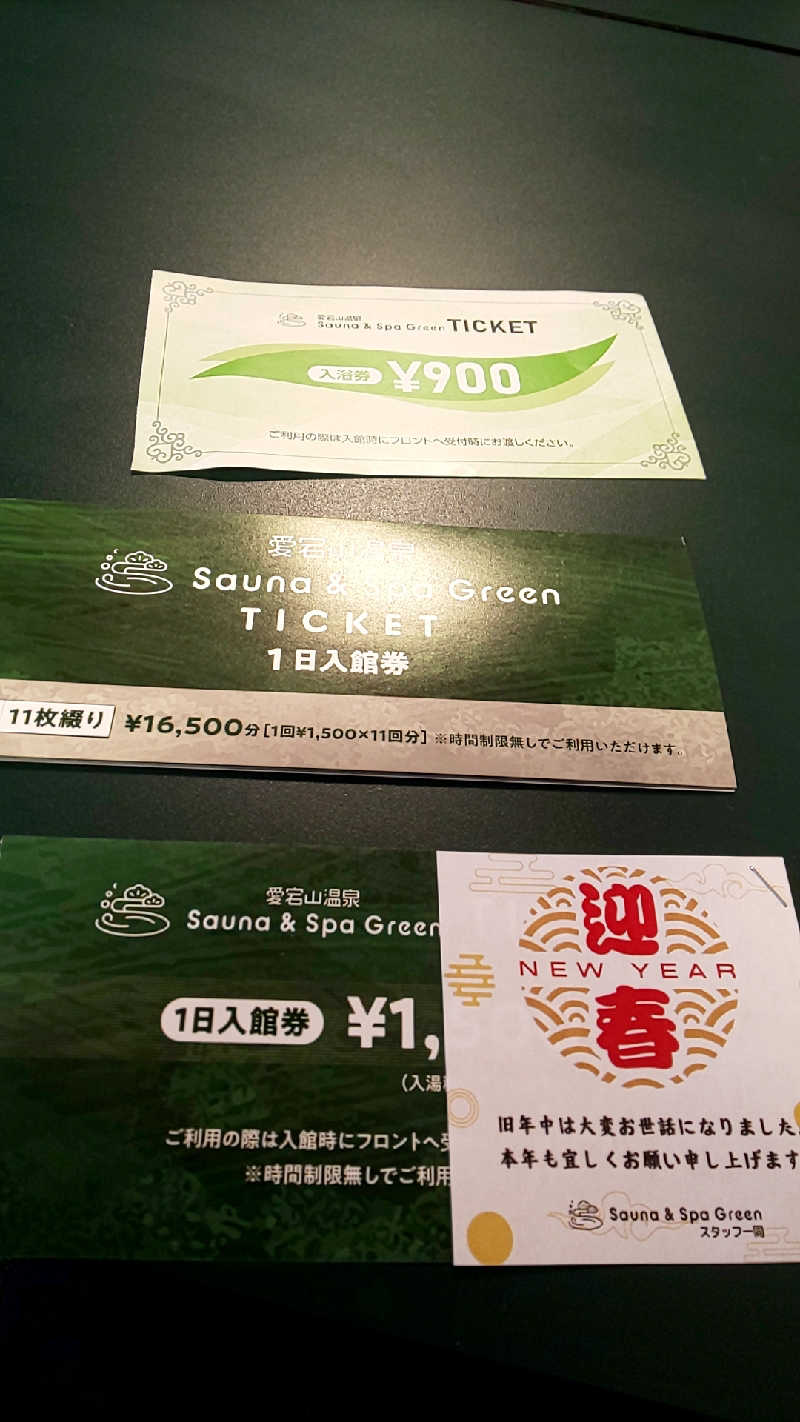 愛宕山温泉
Sauna & Spa Green TICKET
入浴券 ¥900
ご利用の際は入館時にフロントへ受付時にお渡しください。
愛宕山温泉
Sauna & Spa Green
TICKET
1日入館券
11枚綴り ¥16,500分 [1回¥1,500×11回分] ※時間制限無しでご利用いただけます。
愛宕山温泉
Sauna & Spa Green
1日入館券 ¥1,
(入湯
ご利用の際は入館時にフロントへ
※時間制限無しでご利用
迎
NEW YEAR
春
旧年中は大変お世話になりました
本年も宜しくお願い申し上げます
Sauna & Spa Green
スタッフ一同